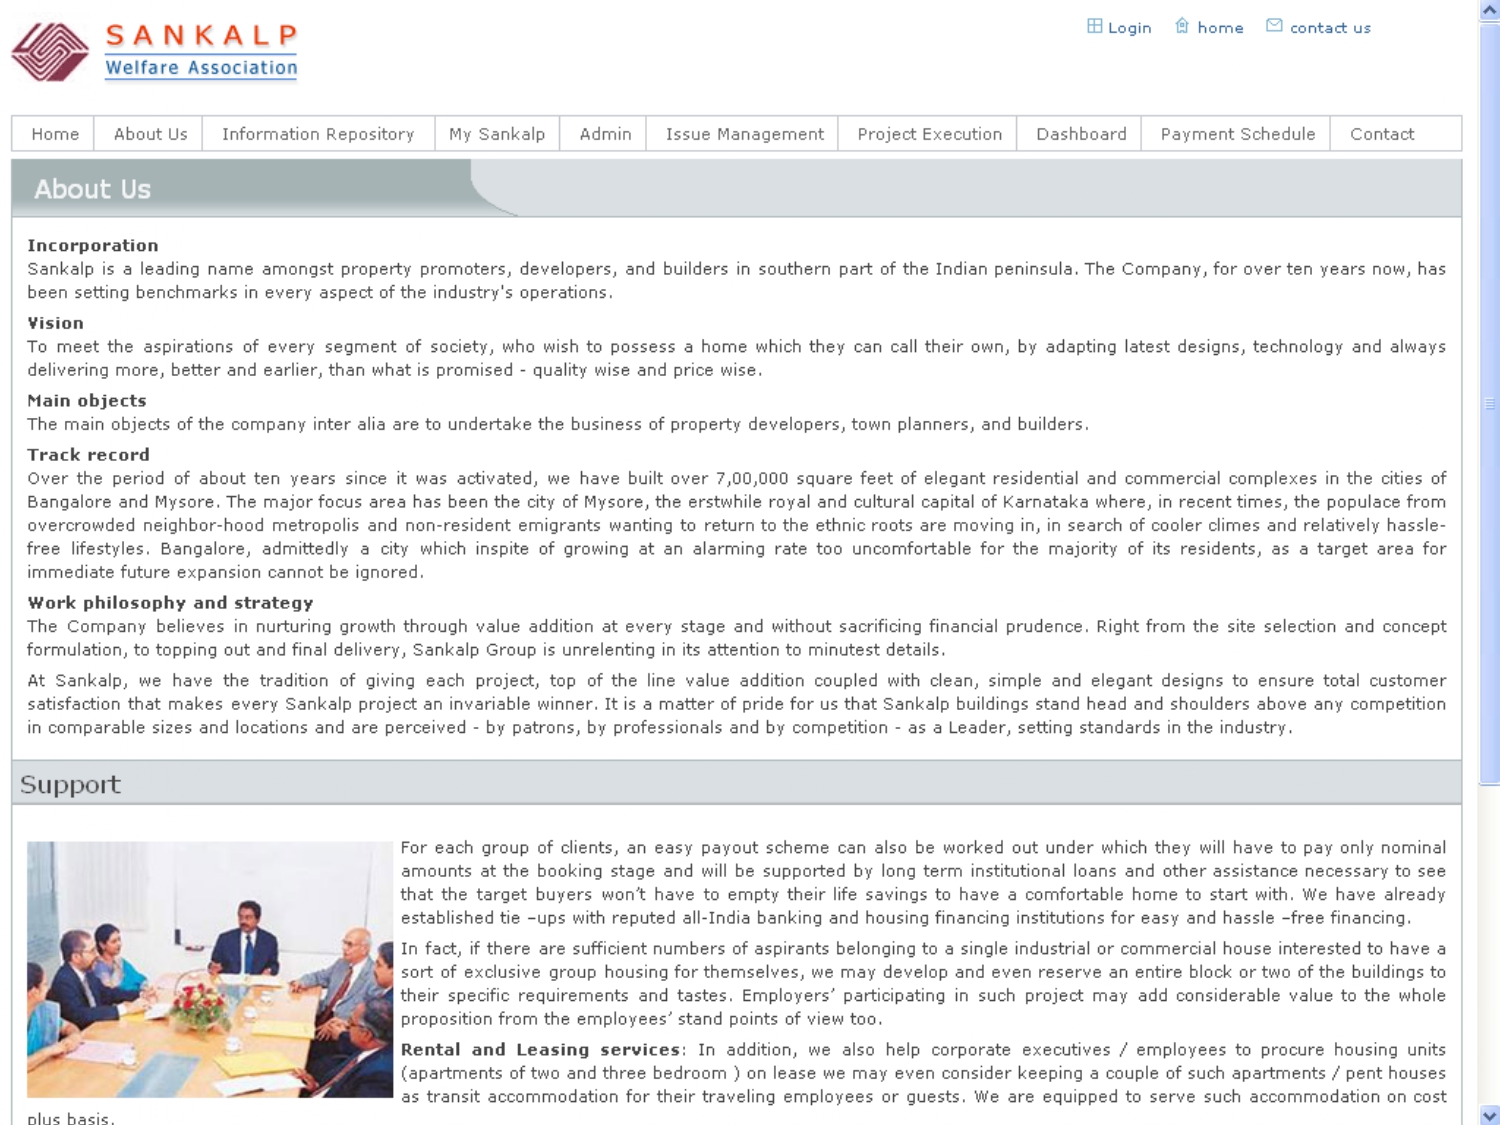 SANKALP
Welfare Association
Login home contact us
Home About Us Information Repository My Sankalp Admin Issue Management Project Execution Dashboard Payment Schedule Contact
About Us
Incorporation
Sankalp is a leading name amongst property promoters, developers, and builders in southern part of the Indian peninsula. The Company, for over ten years now, has
been setting benchmarks in every aspect of the industry's operations.
Vision
To meet the aspirations of every segment of society, who wish to possess a home which they can call their own, by adapting latest designs, technology and always
delivering more, better and earlier, than what is promised - quality wise and price wise.
Main objects
The main objects of the company inter alia are to undertake the business of property developers, town planners, and builders.
Track record
Over the period of about ten years since it was activated, we have built over 7,00,000 square feet of elegant residential and commercial complexes in the cities of
Bangalore and Mysore. The major focus area has been the city of Mysore, the erstwhile royal and cultural capital of Karnataka where, in recent times, the populace from
overcrowded neighbor-hood metropolis and non-resident emigrants wanting to return to the ethnic roots are moving in, in search of cooler climes and relatively hassle-
free lifestyles. Bangalore, admittedly a city which inspite of growing at an alarming rate too uncomfortable for the majority of its residents, as a target area for
immediate future expansion cannot be ignored.
Work philosophy and strategy
The Company believes in nurturing growth through value addition at every stage and without sacrificing financial prudence. Right from the site selection and concept
formulation, to topping out and final delivery, Sankalp Group is unrelenting in its attention to minutest details.
At Sankalp, we have the tradition of giving each project, top of the line value addition coupled with clean, simple and elegant designs to ensure total customer
satisfaction that makes every Sankalp project an invariable winner. It is a matter of pride for us that Sankalp buildings stand head and shoulders above any competition
in comparable sizes and locations and are perceived - by patrons, by professionals and by competition - as a Leader, setting standards in the industry.
Support
For each group of clients, an easy payout scheme can also be worked out under which they will have to pay only nominal
amounts at the booking stage and will be supported by long term institutional loans and other assistance necessary to see
that the target buyers won’t have to empty their life savings to have a comfortable home to start with. We have already
established tie –ups with reputed all-India banking and housing financing institutions for easy and hassle –free financing.
In fact, if there are sufficient numbers of aspirants belonging to a single industrial or commercial house interested to have a
sort of exclusive group housing for themselves, we may develop and even reserve an entire block or two of the buildings to
their specific requirements and tastes. Employers’ participating in such project may add considerable value to the whole
proposition from the employees’ stand points of view too.
Rental and Leasing services: In addition, we also help corporate executives / employees to procure housing units
(apartments of two and three bedroom ) on lease we may even consider keeping a couple of such apartments / pent houses
as transit accommodation for their traveling employees or guests. We are equipped to serve such accommodation on cost
plus basis.